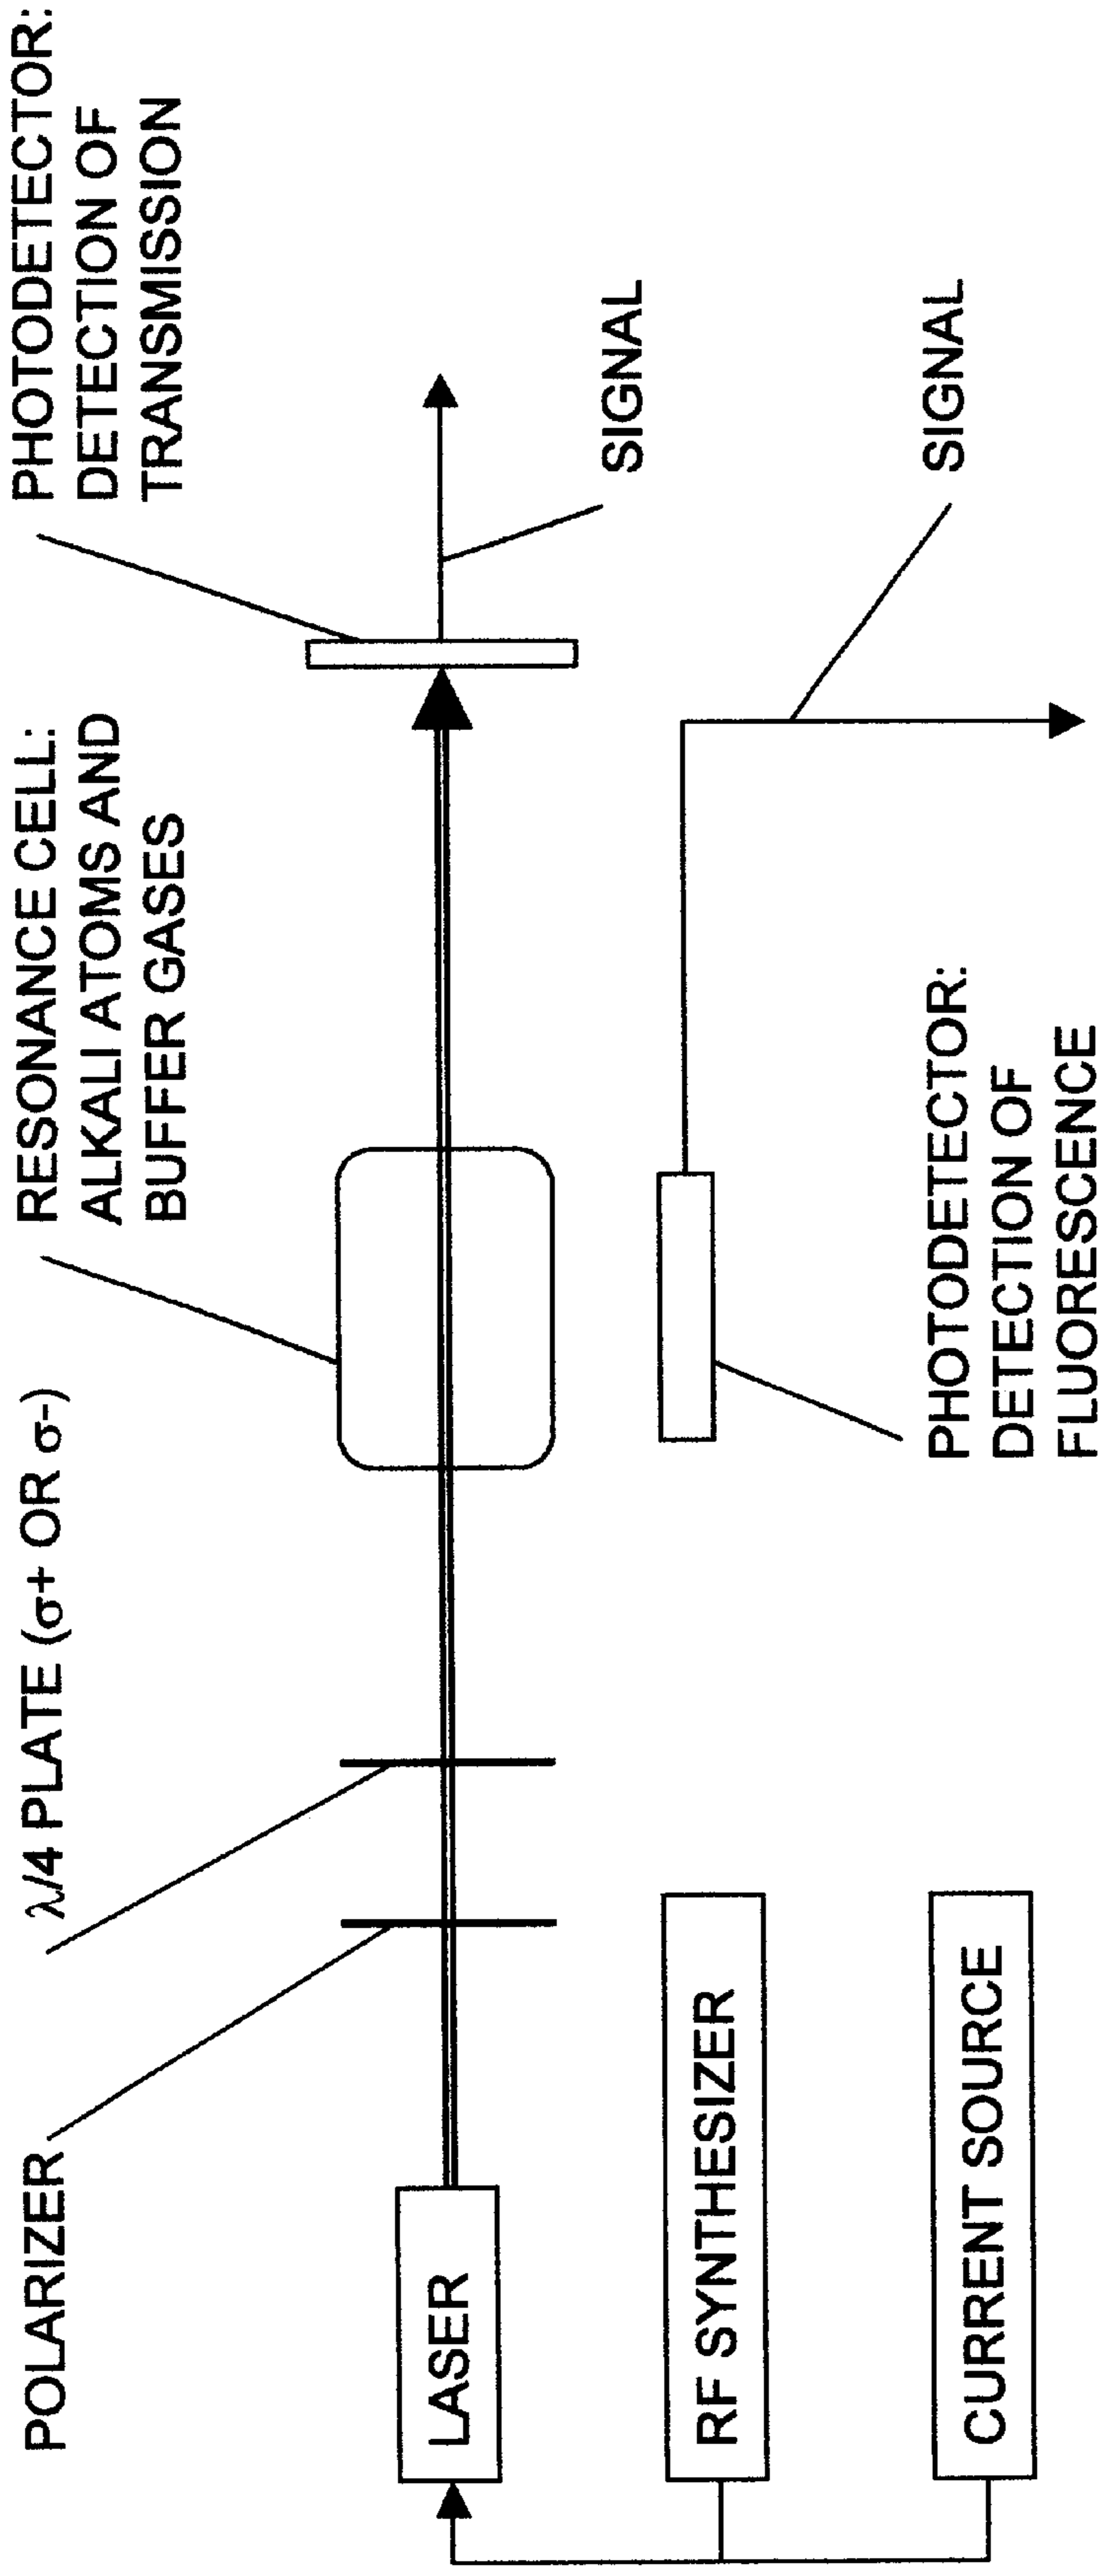 POLARIZER
λ/4 PLATE (σ+ OR σ-)
RESONANCE CELL:
ALKALI ATOMS AND
BUFFER GASES
PHOTODETECTOR:
DETECTION OF
TRANSMISSION
LASER
SIGNAL
RF SYNTHESIZER
SIGNAL
PHOTODETECTOR:
DETECTION OF
FLUORESCENCE
CURRENT SOURCE